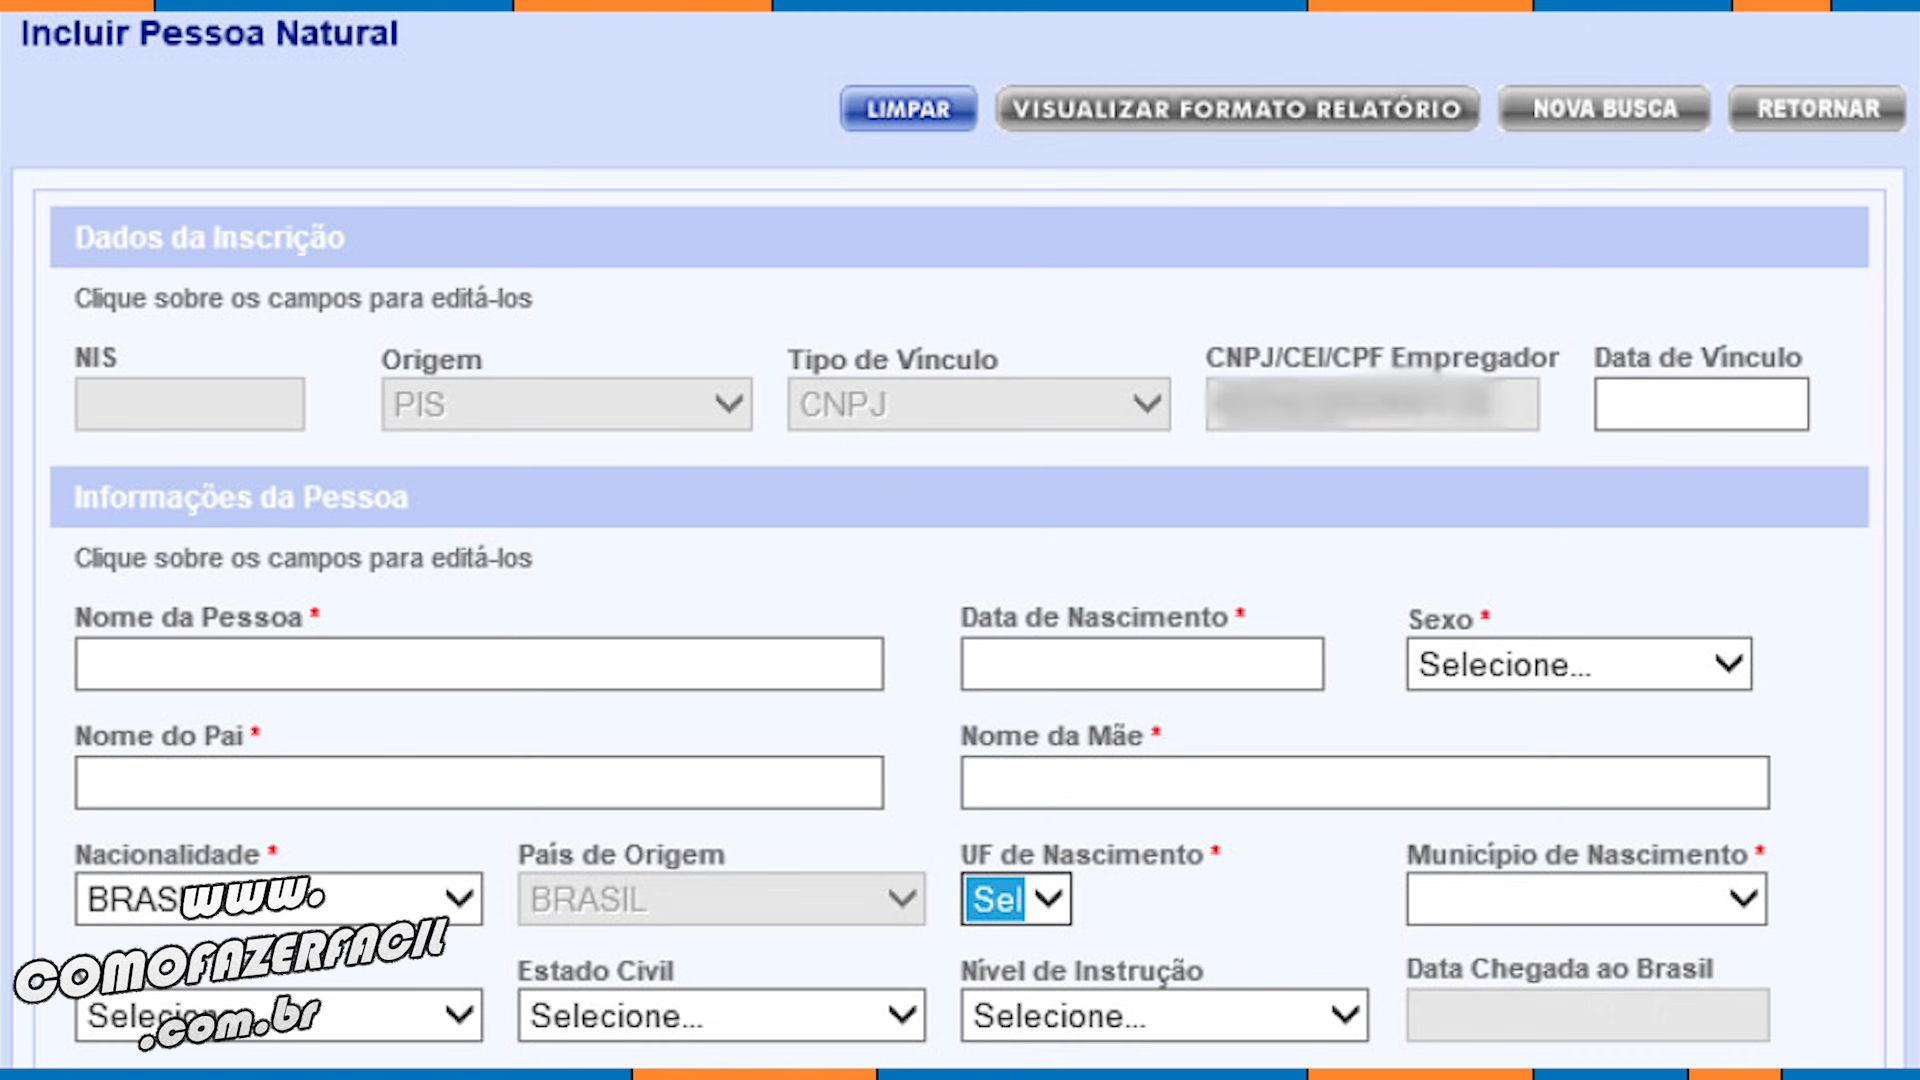 Incluir Pessoa Natural
LIMPAR VISUALIZAR FORMATO RELATÓRIO NOVA BUSCA RETORNAR
Dados da Inscrição
Clique sobre os campos para editá-los
NIS Origem Tipo de Vínculo CNPJ/CEI/CPF Empregador Data de Vínculo
PIS CNPJ
Informações da Pessoa
Clique sobre os campos para editá-los
Nome da Pessoa * Data de Nascimento * Sexo *
Selecione...
Nome do Pai * Nome da Mãe *
Nacionalidade * País de Origem UF de Nascimento * Município de Nascimento *
BRAS BRASIL Sel
www.
COMOFAZERFACIL
.com.br
Estado Civil Nível de Instrução Data Chegada ao Brasil
Selecione... Selecione...